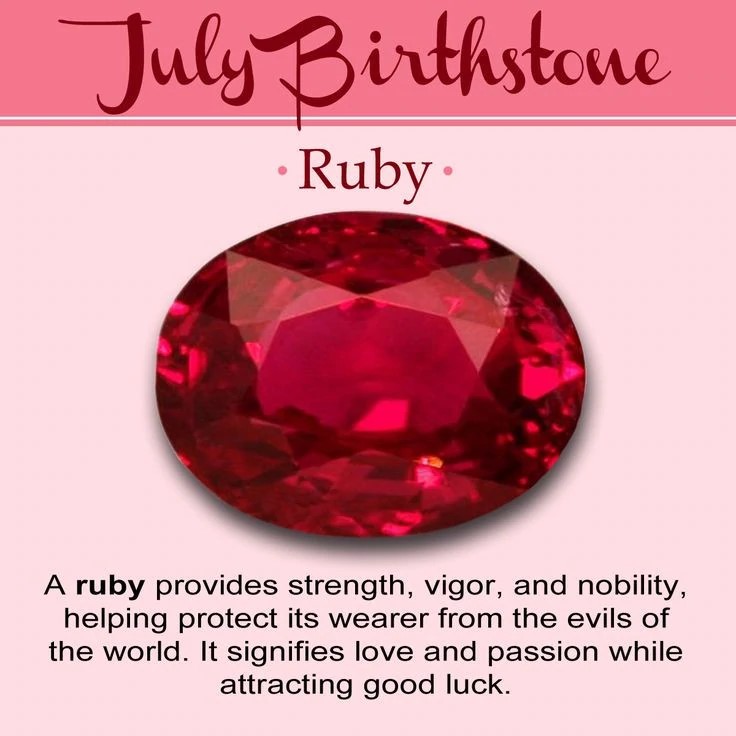 July Birthstone
· Ruby ·
A ruby provides strength, vigor, and nobility,
helping protect its wearer from the evils of
the world. It signifies love and passion while
attracting good luck.